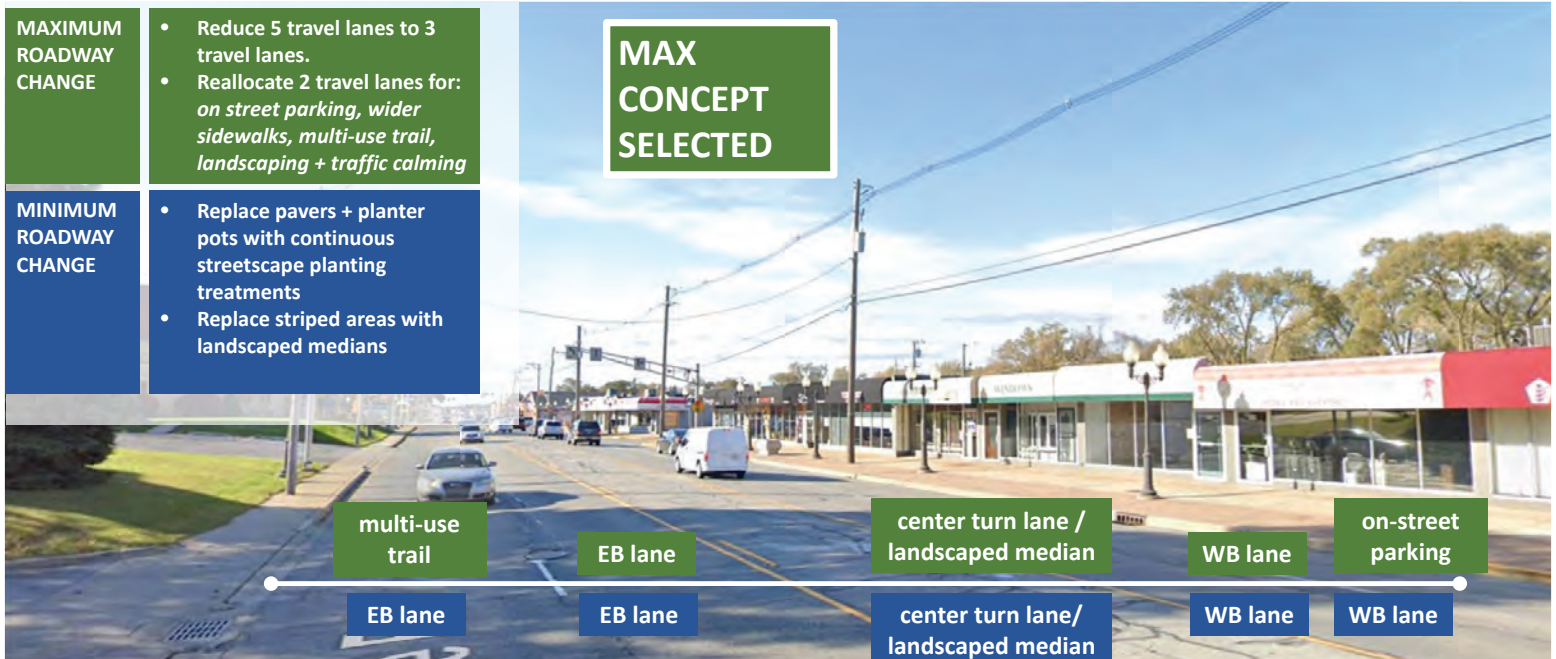 MAXIMUM
ROADWAY
CHANGE
• Reduce 5 travel lanes to 3
travel lanes.
• Reallocate 2 travel lanes for:
on street parking, wider
sidewalks, multi-use trail,
landscaping + traffic calming
MINIMUM
ROADWAY
CHANGE
• Replace pavers + planter
pots with continuous
streetscape planting
treatments
• Replace striped areas with
landscaped medians
MAX
CONCEPT
SELECTED
WINDOWS
multi-use
trail
EB lane
center turn lane /
landscaped median
WB lane
on-street
parking
EB lane
EB lane
center turn lane/
landscaped median
WB lane
WB lane